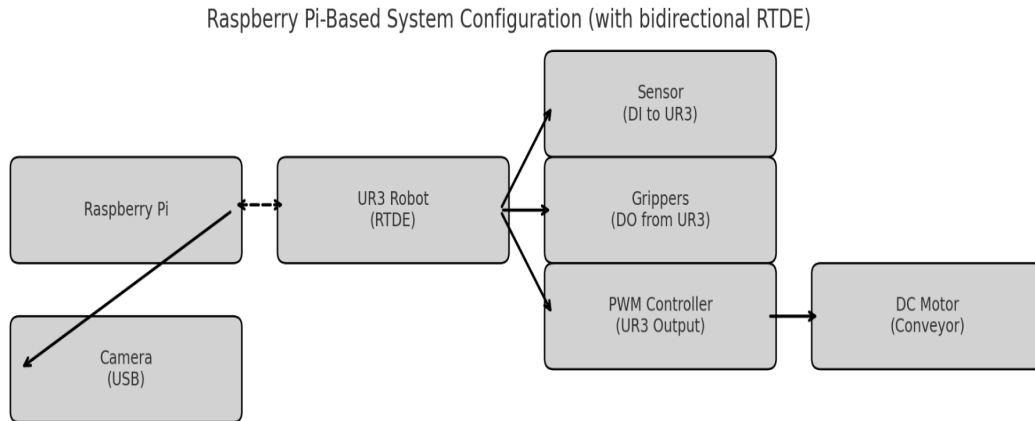 Raspberry Pi-Based System Configuration (with bidirectional RTDE)
Sensor
(DI to UR3)
Raspberry Pi
UR3 Robot
(RTDE)
Grippers
(DO from UR3)
PWM Controller
(UR3 Output)
DC Motor
(Conveyor)
Camera
(USB)